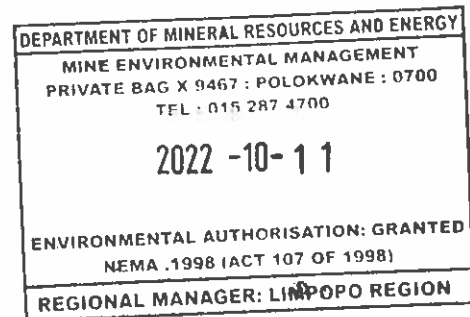 DEPARTMENT OF MINERAL RESOURCES AND ENERGY
MINE ENVIRONMENTAL MANAGEMENT
PRIVATE BAG X 9467 : POLOKWANE : 0700
TEL : 015 287 4700
2022 -10- 1 1
ENVIRONMENTAL AUTHORISATION: GRANTED
NEMA .1998 (ACT 107 OF 1998)
REGIONAL MANAGER: LIMPOPO REGION